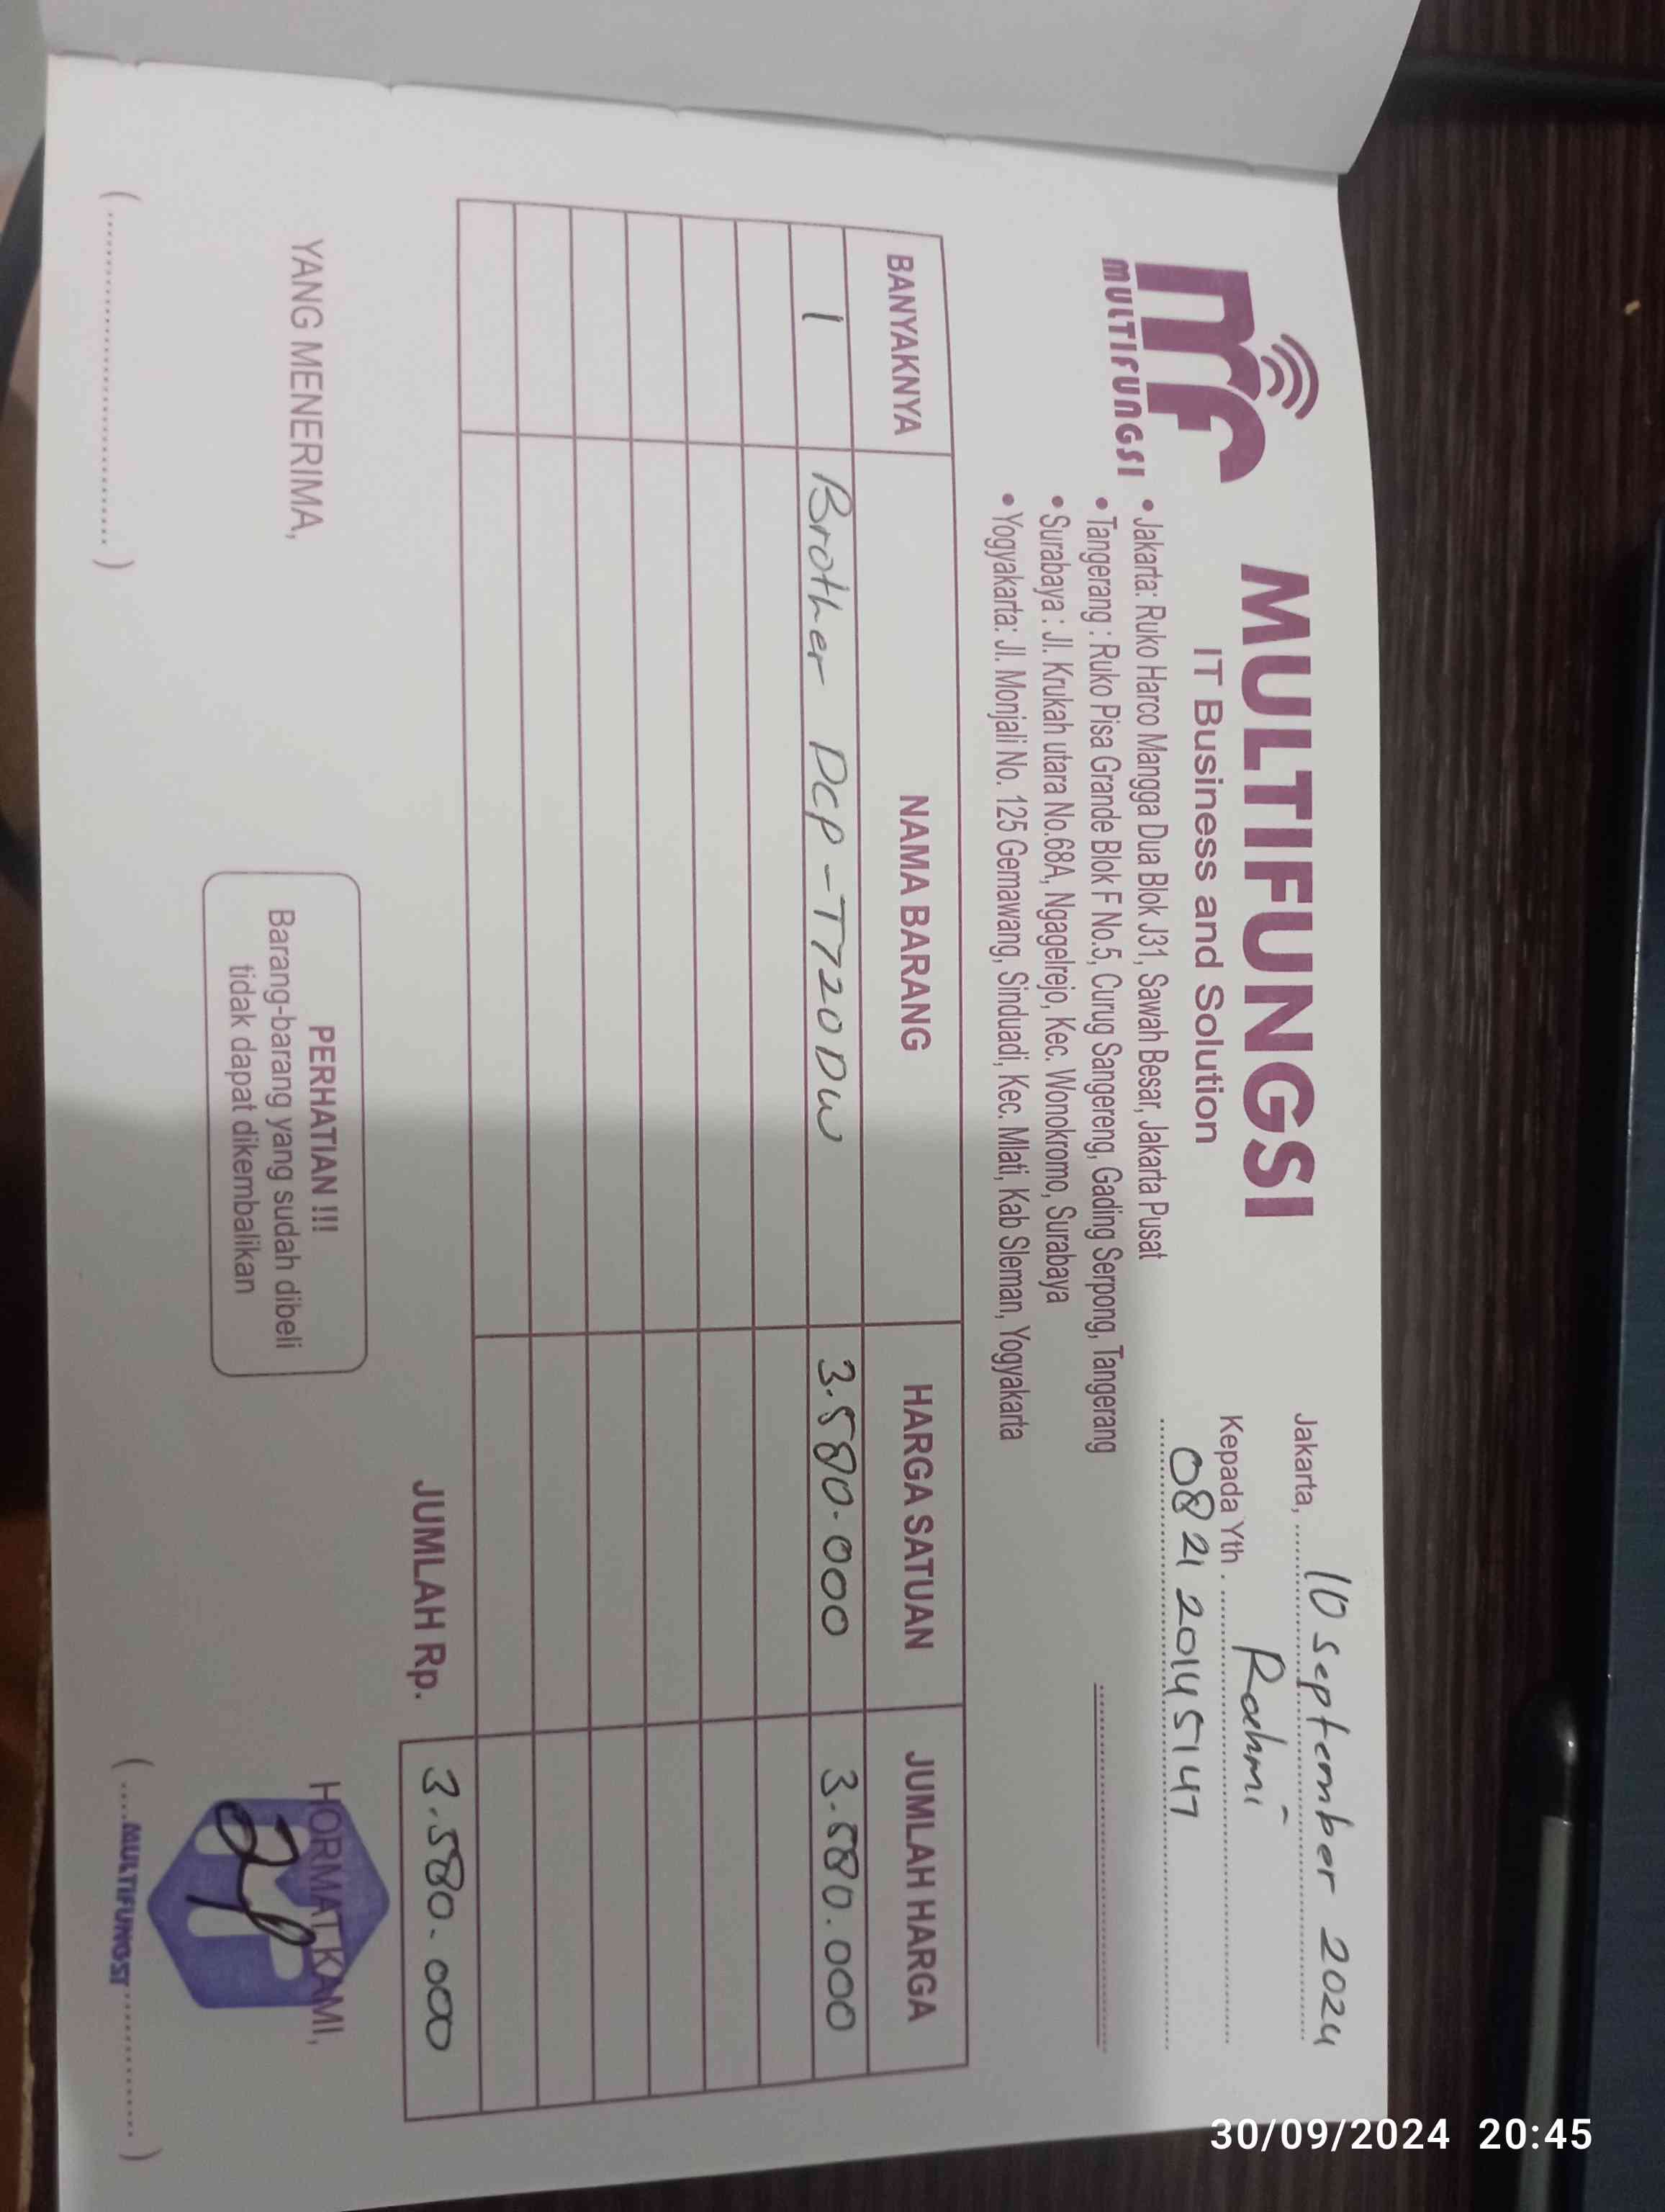 MULTIFUNGSI
MULTIFUNGSI
IT Business and Solution
• Jakarta: Ruko Harco Mangga Dua Blok J31, Sawah Besar, Jakarta Pusat
• Tangerang : Ruko Pisa Grande Blok F No.5, Curug Sangereng, Gading Serpong, Tangerang
• Surabaya : Jl. Krukah utara No.68A, Ngagelrejo, Kec. Wonokromo, Surabaya
• Yogyakarta: Jl. Monjali No. 125 Gemawang, Sinduadi, Kec. Mlati, Kab Sleman, Yogyakarta
Jakarta, 10 September 2024
Kepada Yth. Rahmi
082120145147
BANYAKNYA NAMA BARANG HARGA SATUAN JUMLAH HARGA
1 Brother DCP-T720DW 3.580.000 3.580.000
JUMLAH Rp. 3.580.000
YANG MENERIMA,
PERHATIAN !!!
Barang-barang yang sudah dibeli
tidak dapat dikembalikan
HORMAT KAMI,
MULTIFUNGSI
30/09/2024 20:45